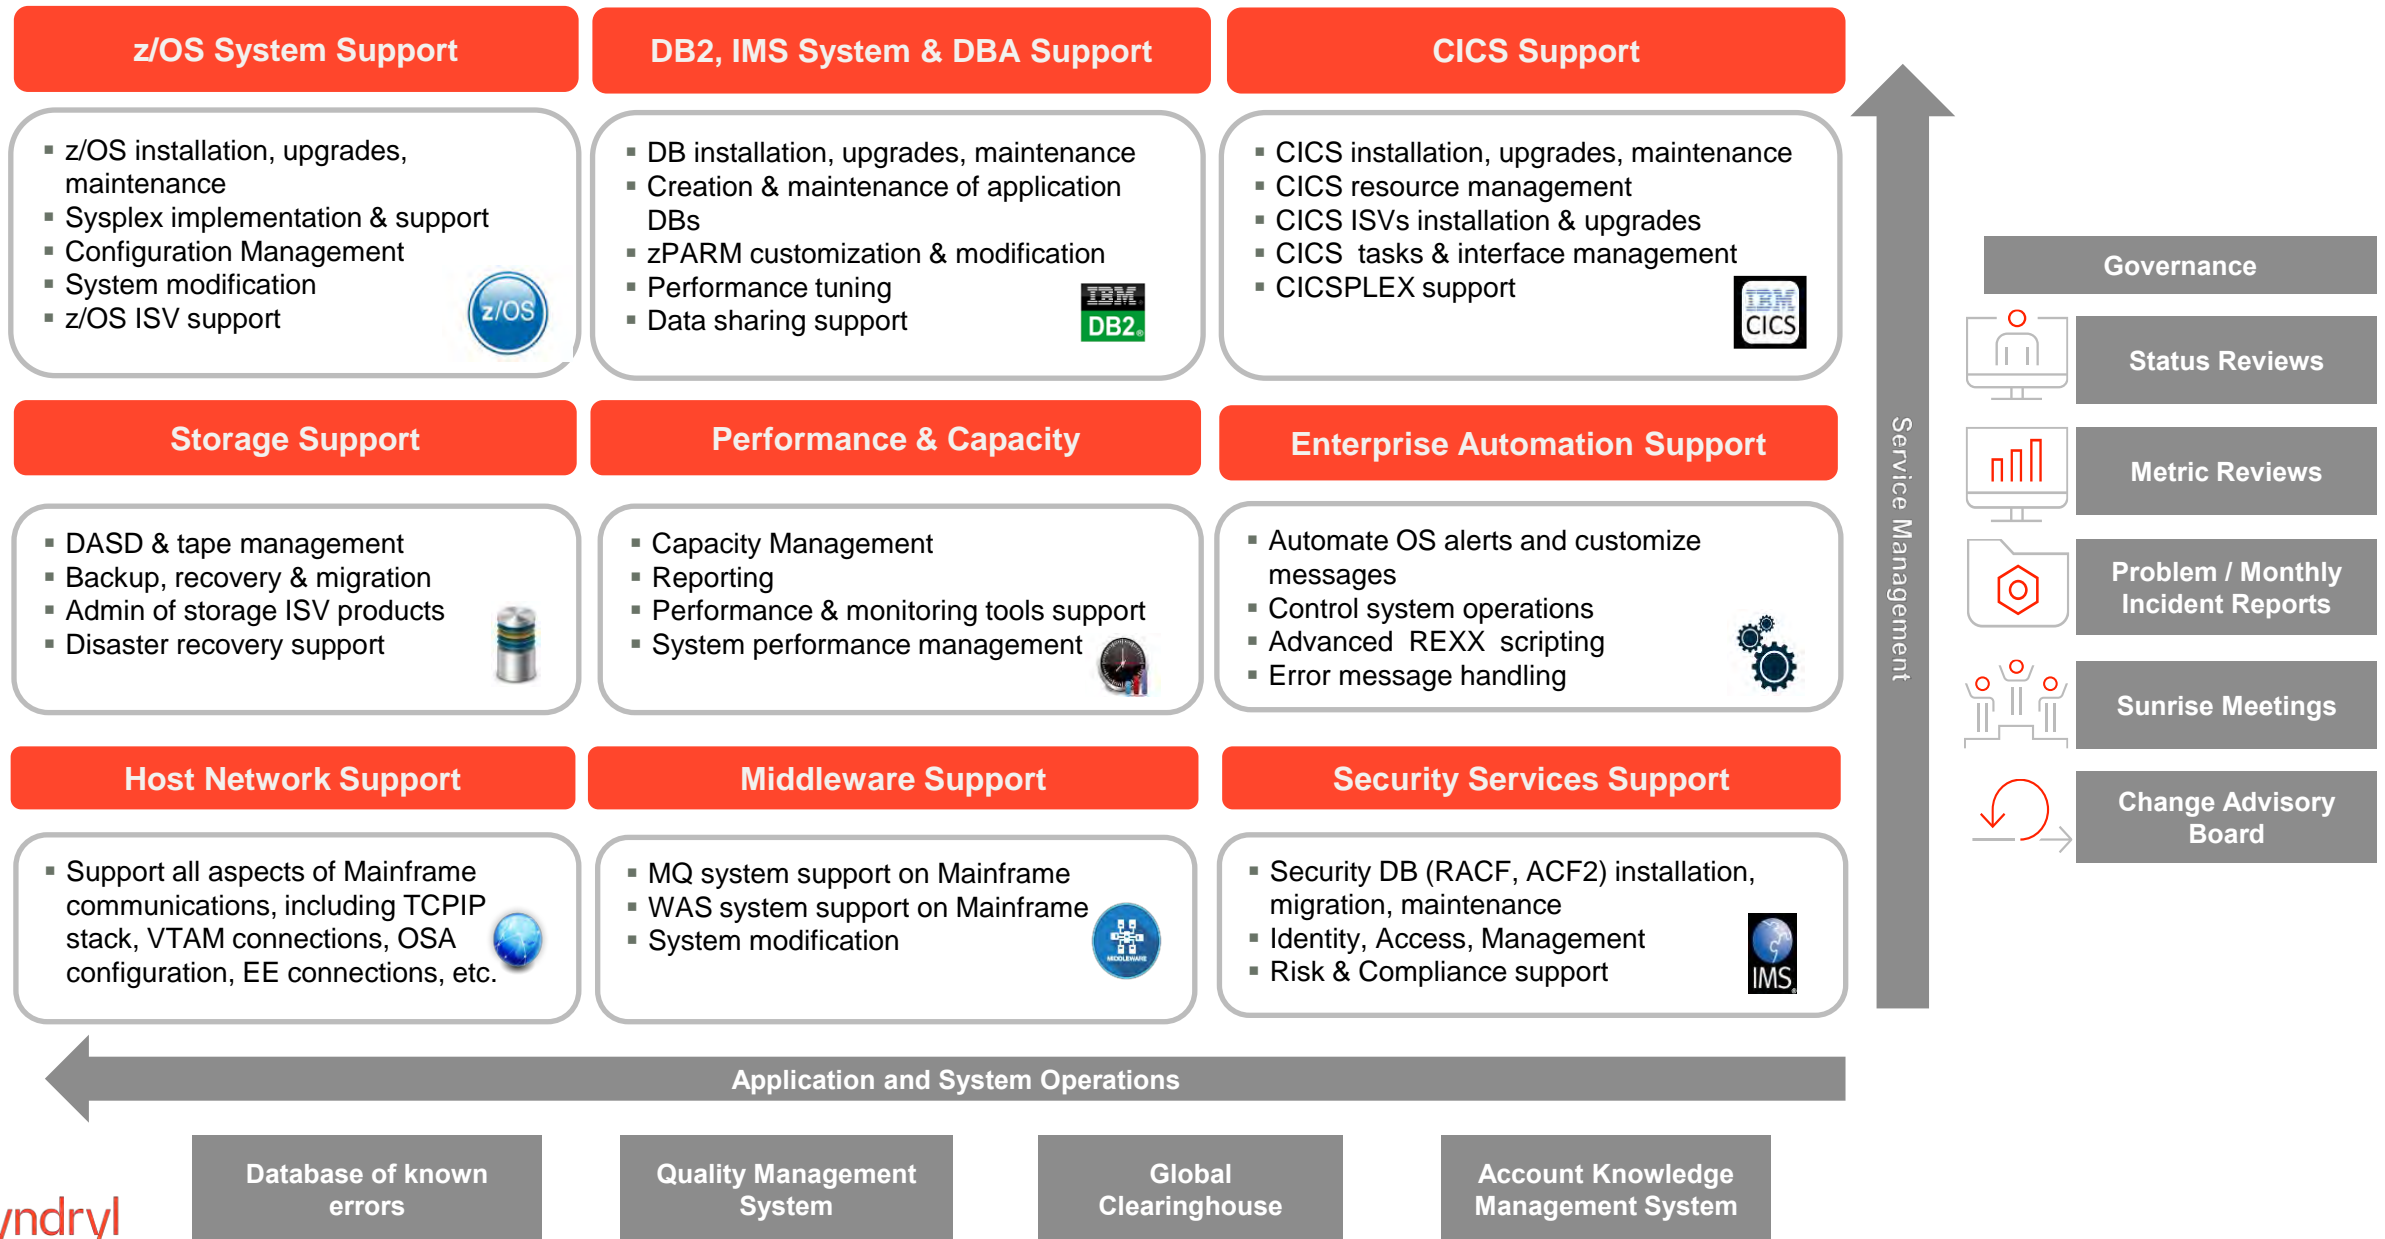 z/OS System Support
▪ z/OS installation, upgrades,
maintenance
▪ Sysplex implementation & support
▪ Configuration Management
▪ System modification
▪ z/OS ISV support
z/OS
DB2, IMS System & DBA Support
▪ DB installation, upgrades, maintenance
▪ Creation & maintenance of application
DBs
▪ zPARM customization & modification
▪ Performance tuning
▪ Data sharing support
IBM
DB2®
CICS Support
▪ CICS installation, upgrades, maintenance
▪ CICS resource management
▪ CICS ISVs installation & upgrades
▪ CICS tasks & interface management
▪ CICSPLEX support
IBM
CICS
Storage Support
▪ DASD & tape management
▪ Backup, recovery & migration
▪ Admin of storage ISV products
▪ Disaster recovery support
Performance & Capacity
▪ Capacity Management
▪ Reporting
▪ Performance & monitoring tools support
▪ System performance management
Enterprise Automation Support
▪ Automate OS alerts and customize
messages
▪ Control system operations
▪ Advanced REXX scripting
▪ Error message handling
Host Network Support
▪ Support all aspects of Mainframe
communications, including TCPIP
stack, VTAM connections, OSA
configuration, EE connections, etc.
Middleware Support
▪ MQ system support on Mainframe
▪ WAS system support on Mainframe
▪ System modification
MIDDLEWARE
Security Services Support
▪ Security DB (RACF, ACF2) installation,
migration, maintenance
▪ Identity, Access, Management
▪ Risk & Compliance support
IMS®
Service Management
Governance
Status Reviews
Metric Reviews
Problem / Monthly
Incident Reports
Sunrise Meetings
Change Advisory
Board
Application and System Operations
Database of known
errors
Quality Management
System
Global
Clearinghouse
Account Knowledge
Management System
yndryl